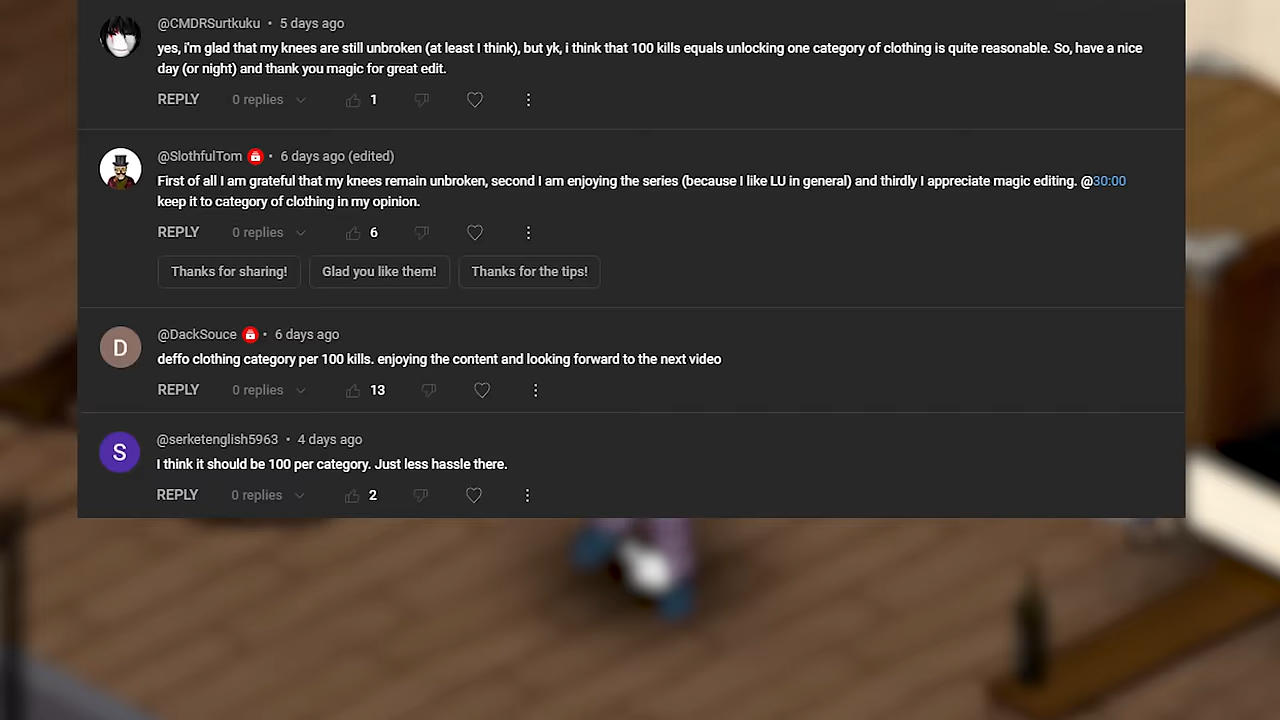 @CMDRSurtkuku • 5 days ago
yes, i'm glad that my knees are still unbroken (at least I think), but yk, i think that 100 kills equals unlocking one category of clothing is quite reasonable. So, have a nice
day (or night) and thank you magic for great edit.
REPLY 0 replies 1
@SlothfulTom • 6 days ago (edited)
First of all I am grateful that my knees remain unbroken, second I am enjoying the series (because I like LU in general) and thirdly I appreciate magic editing. @30:00
keep it to category of clothing in my opinion.
REPLY 0 replies 6
Thanks for sharing! Glad you like them! Thanks for the tips!
D
@DackSouce • 6 days ago
deffo clothing category per 100 kills. enjoying the content and looking forward to the next video
REPLY 0 replies 13
S
@serketenglish5963 • 4 days ago
I think it should be 100 per category. Just less hassle there.
REPLY 0 replies 2